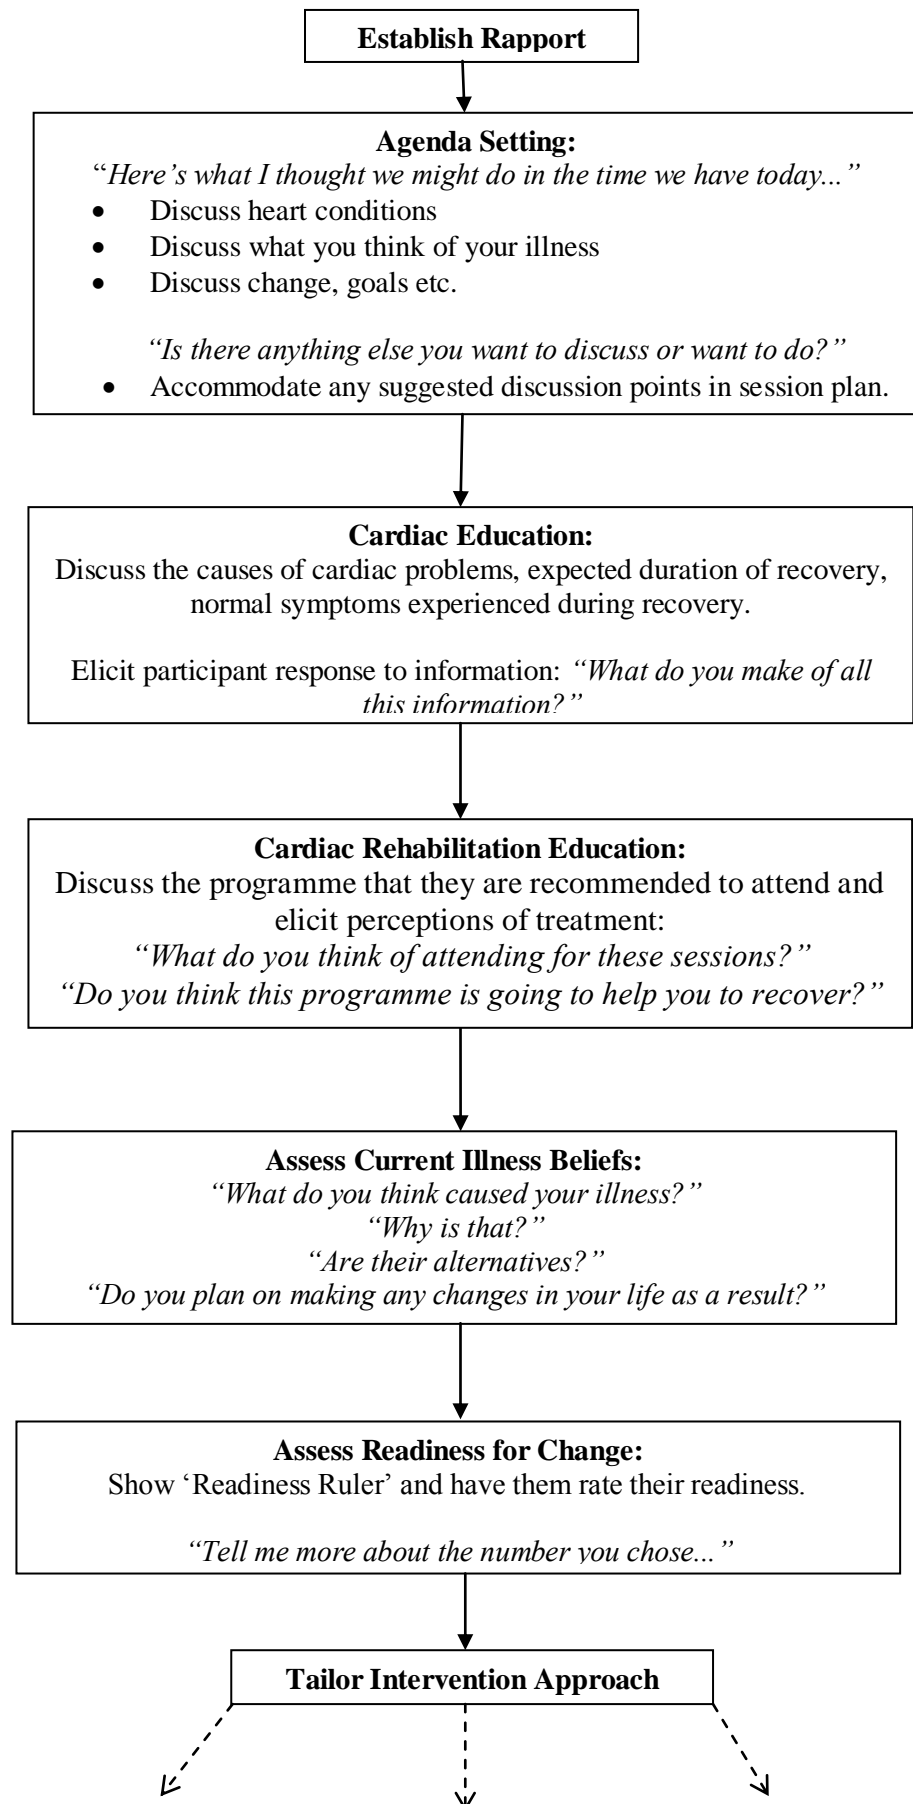 Establish Rapport
Agenda Setting:
“Here’s what I thought we might do in the time we have today...”
• Discuss heart conditions
• Discuss what you think of your illness
• Discuss change, goals etc.
“Is there anything else you want to discuss or want to do?”
• Accommodate any suggested discussion points in session plan.
Cardiac Education:
Discuss the causes of cardiac problems, expected duration of recovery,
normal symptoms experienced during recovery.
Elicit participant response to information: “What do you make of all
this information?”
Cardiac Rehabilitation Education:
Discuss the programme that they are recommended to attend and
elicit perceptions of treatment:
“What do you think of attending for these sessions?”
“Do you think this programme is going to help you to recover?”
Assess Current Illness Beliefs:
“What do you think caused your illness?”
“Why is that?”
“Are their alternatives?”
“Do you plan on making any changes in your life as a result?”
Assess Readiness for Change:
Show ‘Readiness Ruler’ and have them rate their readiness.
“Tell me more about the number you chose...”
Tailor Intervention Approach